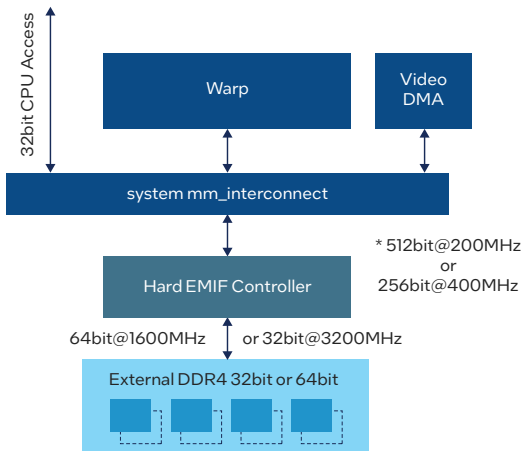 32bit CPU Access
Warp
Video
DMA
system mm_interconnect
* 512bit@200MHz
or
256bit@400MHz
Hard EMIF Controller
64bit@1600MHz or 32bit@3200MHz
External DDR4 32bit or 64bit